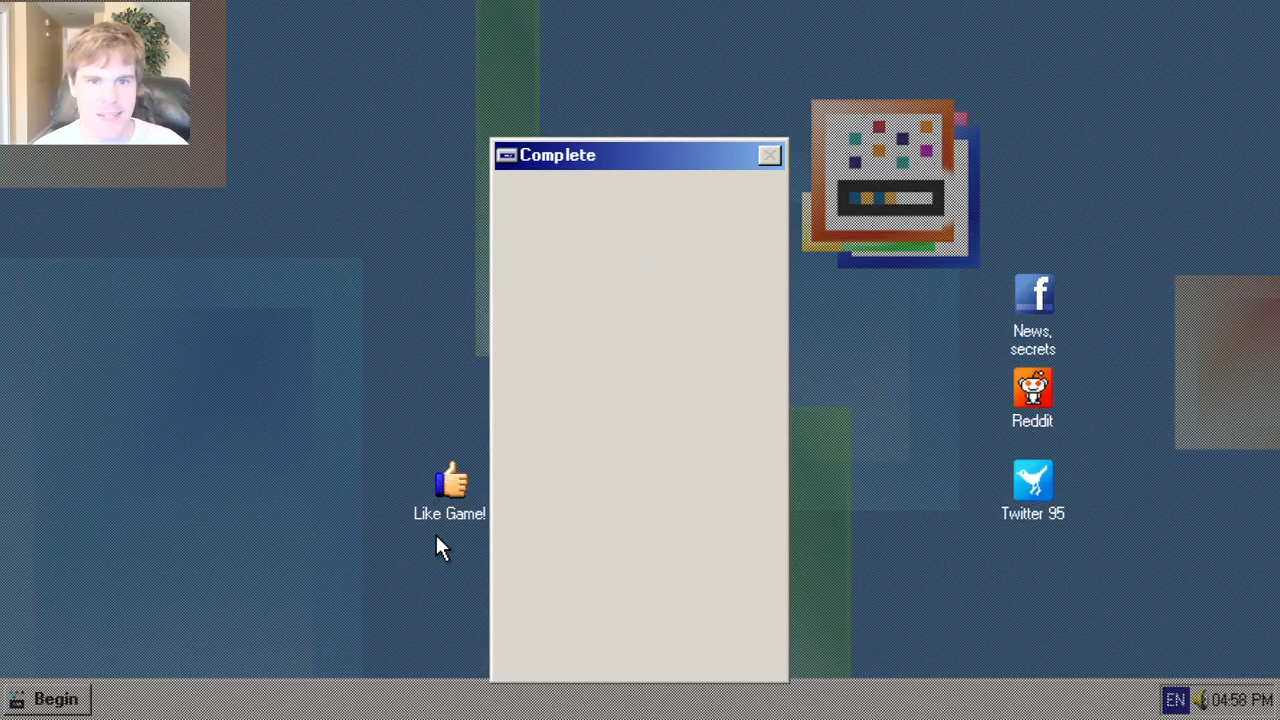 Complete
News,
secrets
Reddit
Like Game!
Twitter 95
Begin
EN
04:58 PM